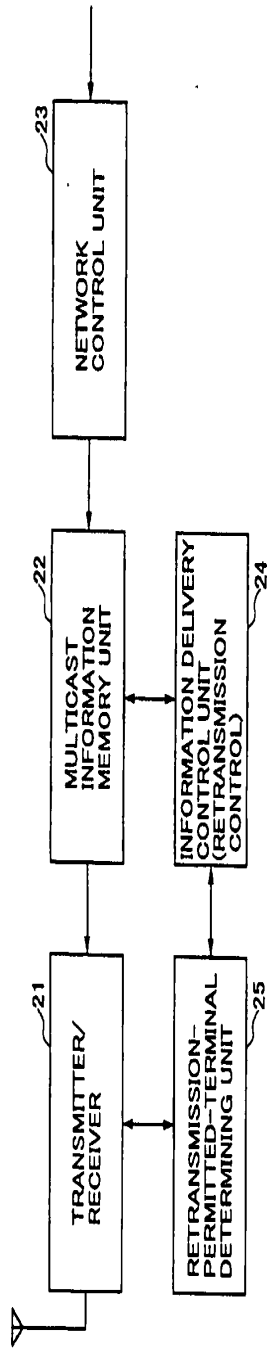 21
TRANSMITTER/
RECEIVER
22
MULTICAST
INFORMATION
MEMORY UNIT
23
NETWORK
CONTROL UNIT
RETRANSMISSION-
PERMITTED-TERMINAL
DETERMINING UNIT
25
INFORMATION DELIVERY
CONTROL UNIT
(RETRANSMISSION
CONTROL)
24